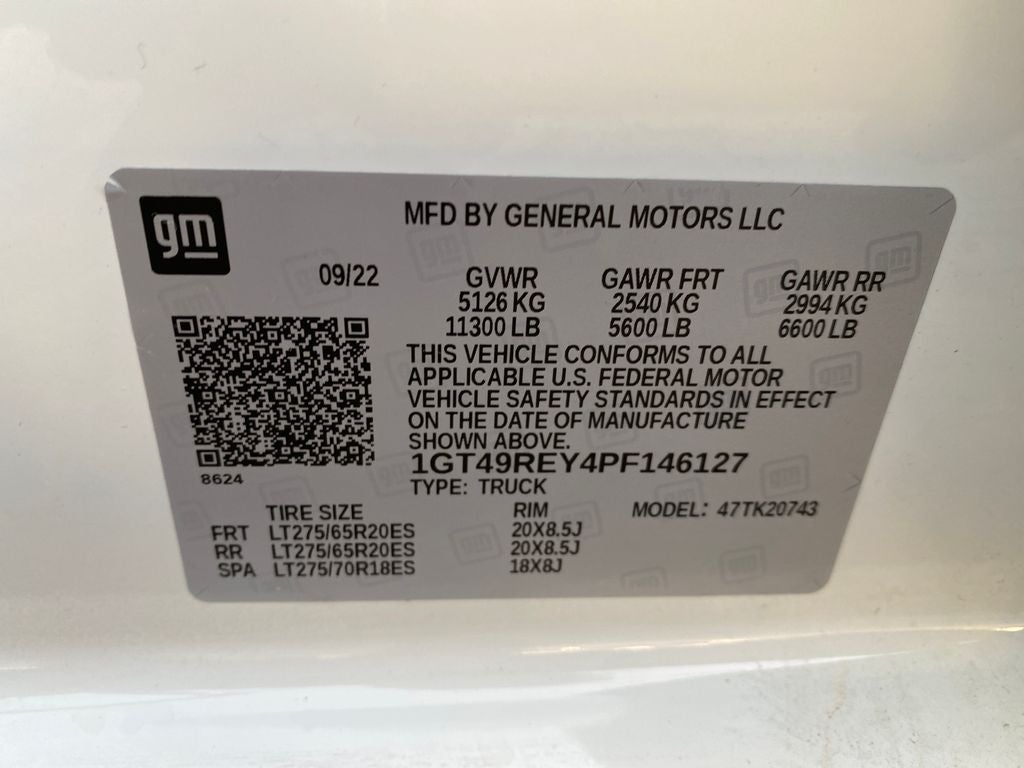 gm
MFD BY GENERAL MOTORS LLC
09/22 GVWR GAWR FRT GAWR RR
5126 KG 2540 KG 2994 KG
11300 LB 5600 LB 6600 LB
THIS VEHICLE CONFORMS TO ALL
APPLICABLE U.S. FEDERAL MOTOR
VEHICLE SAFETY STANDARDS IN EFFECT
ON THE DATE OF MANUFACTURE
SHOWN ABOVE.
8624
1GT49REY4PF146127
TYPE: TRUCK
TIRE SIZE RIM MODEL: 47TK20743
FRT LT275/65R20ES 20X8.5J
RR LT275/65R20ES 20X8.5J
SPA LT275/70R18ES 18X8J